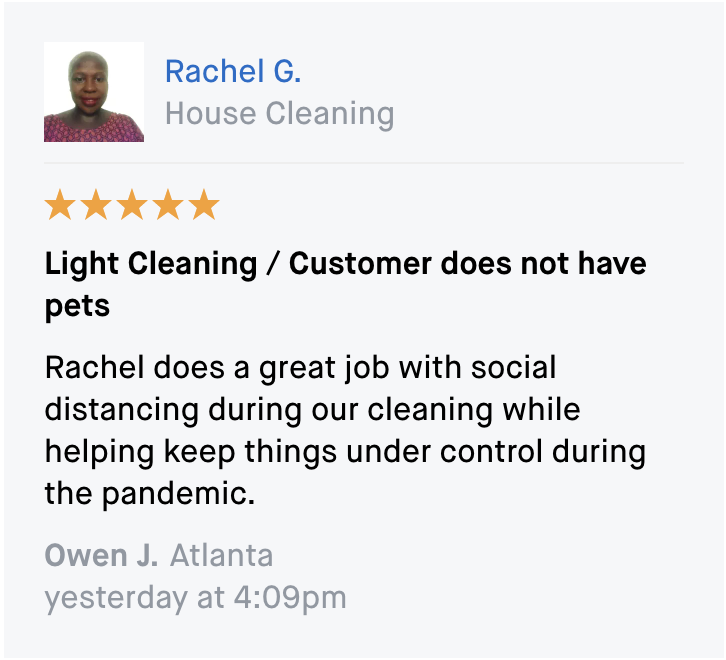 Rachel G.
House Cleaning
Light Cleaning / Customer does not have
pets
Rachel does a great job with social
distancing during our cleaning while
helping keep things under control during
the pandemic.
Owen J. Atlanta
yesterday at 4:09pm